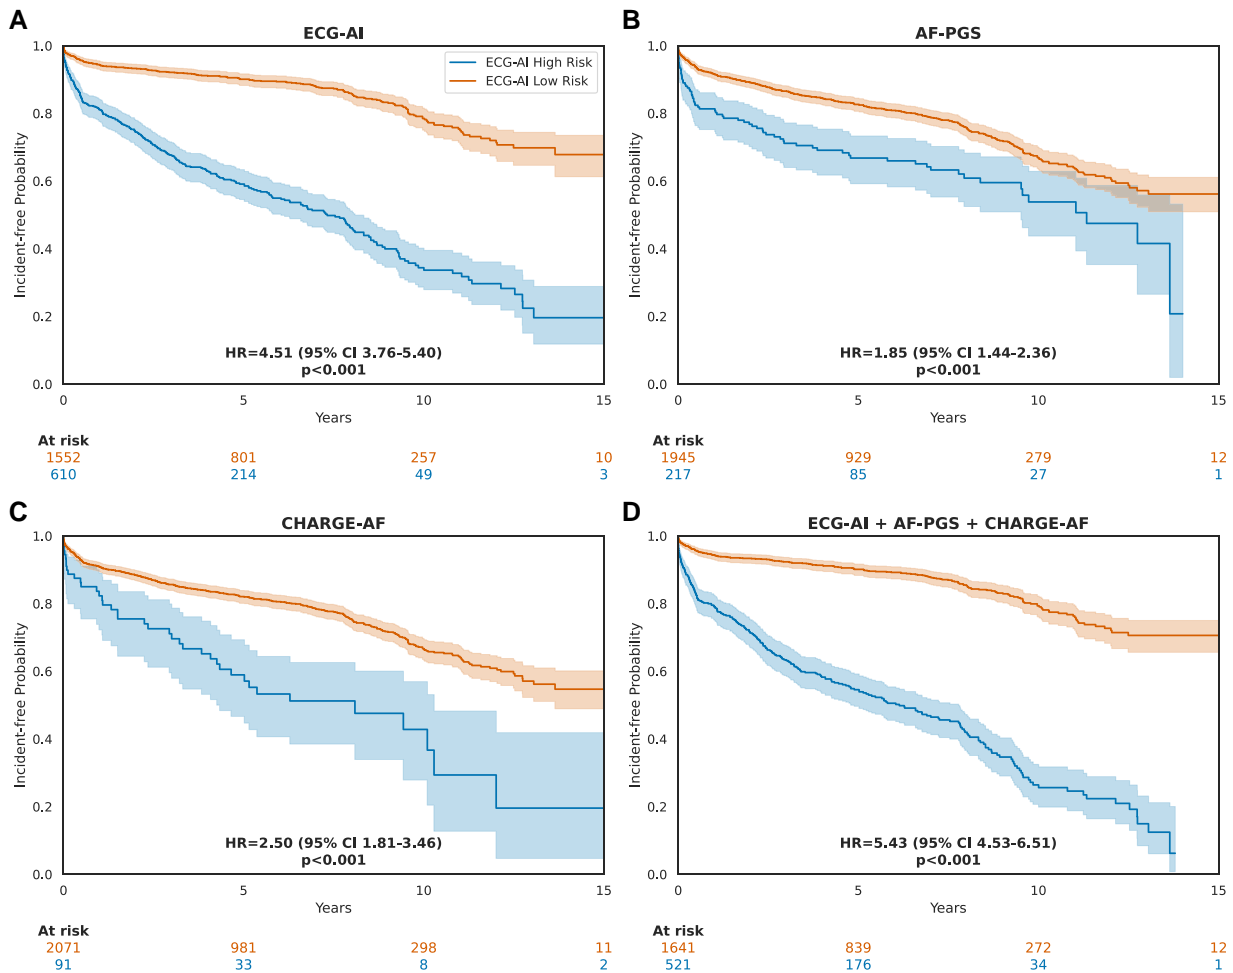 A
ECG-AI
1.0
0.8
0.6
0.4
0.2
0.0
Incident-free Probability
ECG-AI High Risk
ECG-AI Low Risk
HR=4.51 (95% CI 3.76–5.40)
p<0.001
0 5 10 15
Years
At risk
1552 801 257 10
610 214 49 3
B
AF-PGS
1.0
0.8
0.6
0.4
0.2
0.0
Incident-free Probability
HR=1.85 (95% CI 1.44–2.36)
p<0.001
0 5 10 15
Years
At risk
1945 929 279 12
217 85 27 1
C
CHARGE-AF
1.0
0.8
0.6
0.4
0.2
0.0
Incident-free Probability
HR=2.50 (95% CI 1.81–3.46)
p<0.001
0 5 10 15
Years
At risk
2071 981 298 11
91 33 8 2
D
ECG-AI + AF-PGS + CHARGE-AF
1.0
0.8
0.6
0.4
0.2
0.0
Incident-free Probability
HR=5.43 (95% CI 4.53–6.51)
p<0.001
0 5 10 15
Years
At risk
1641 839 272 12
521 176 34 1